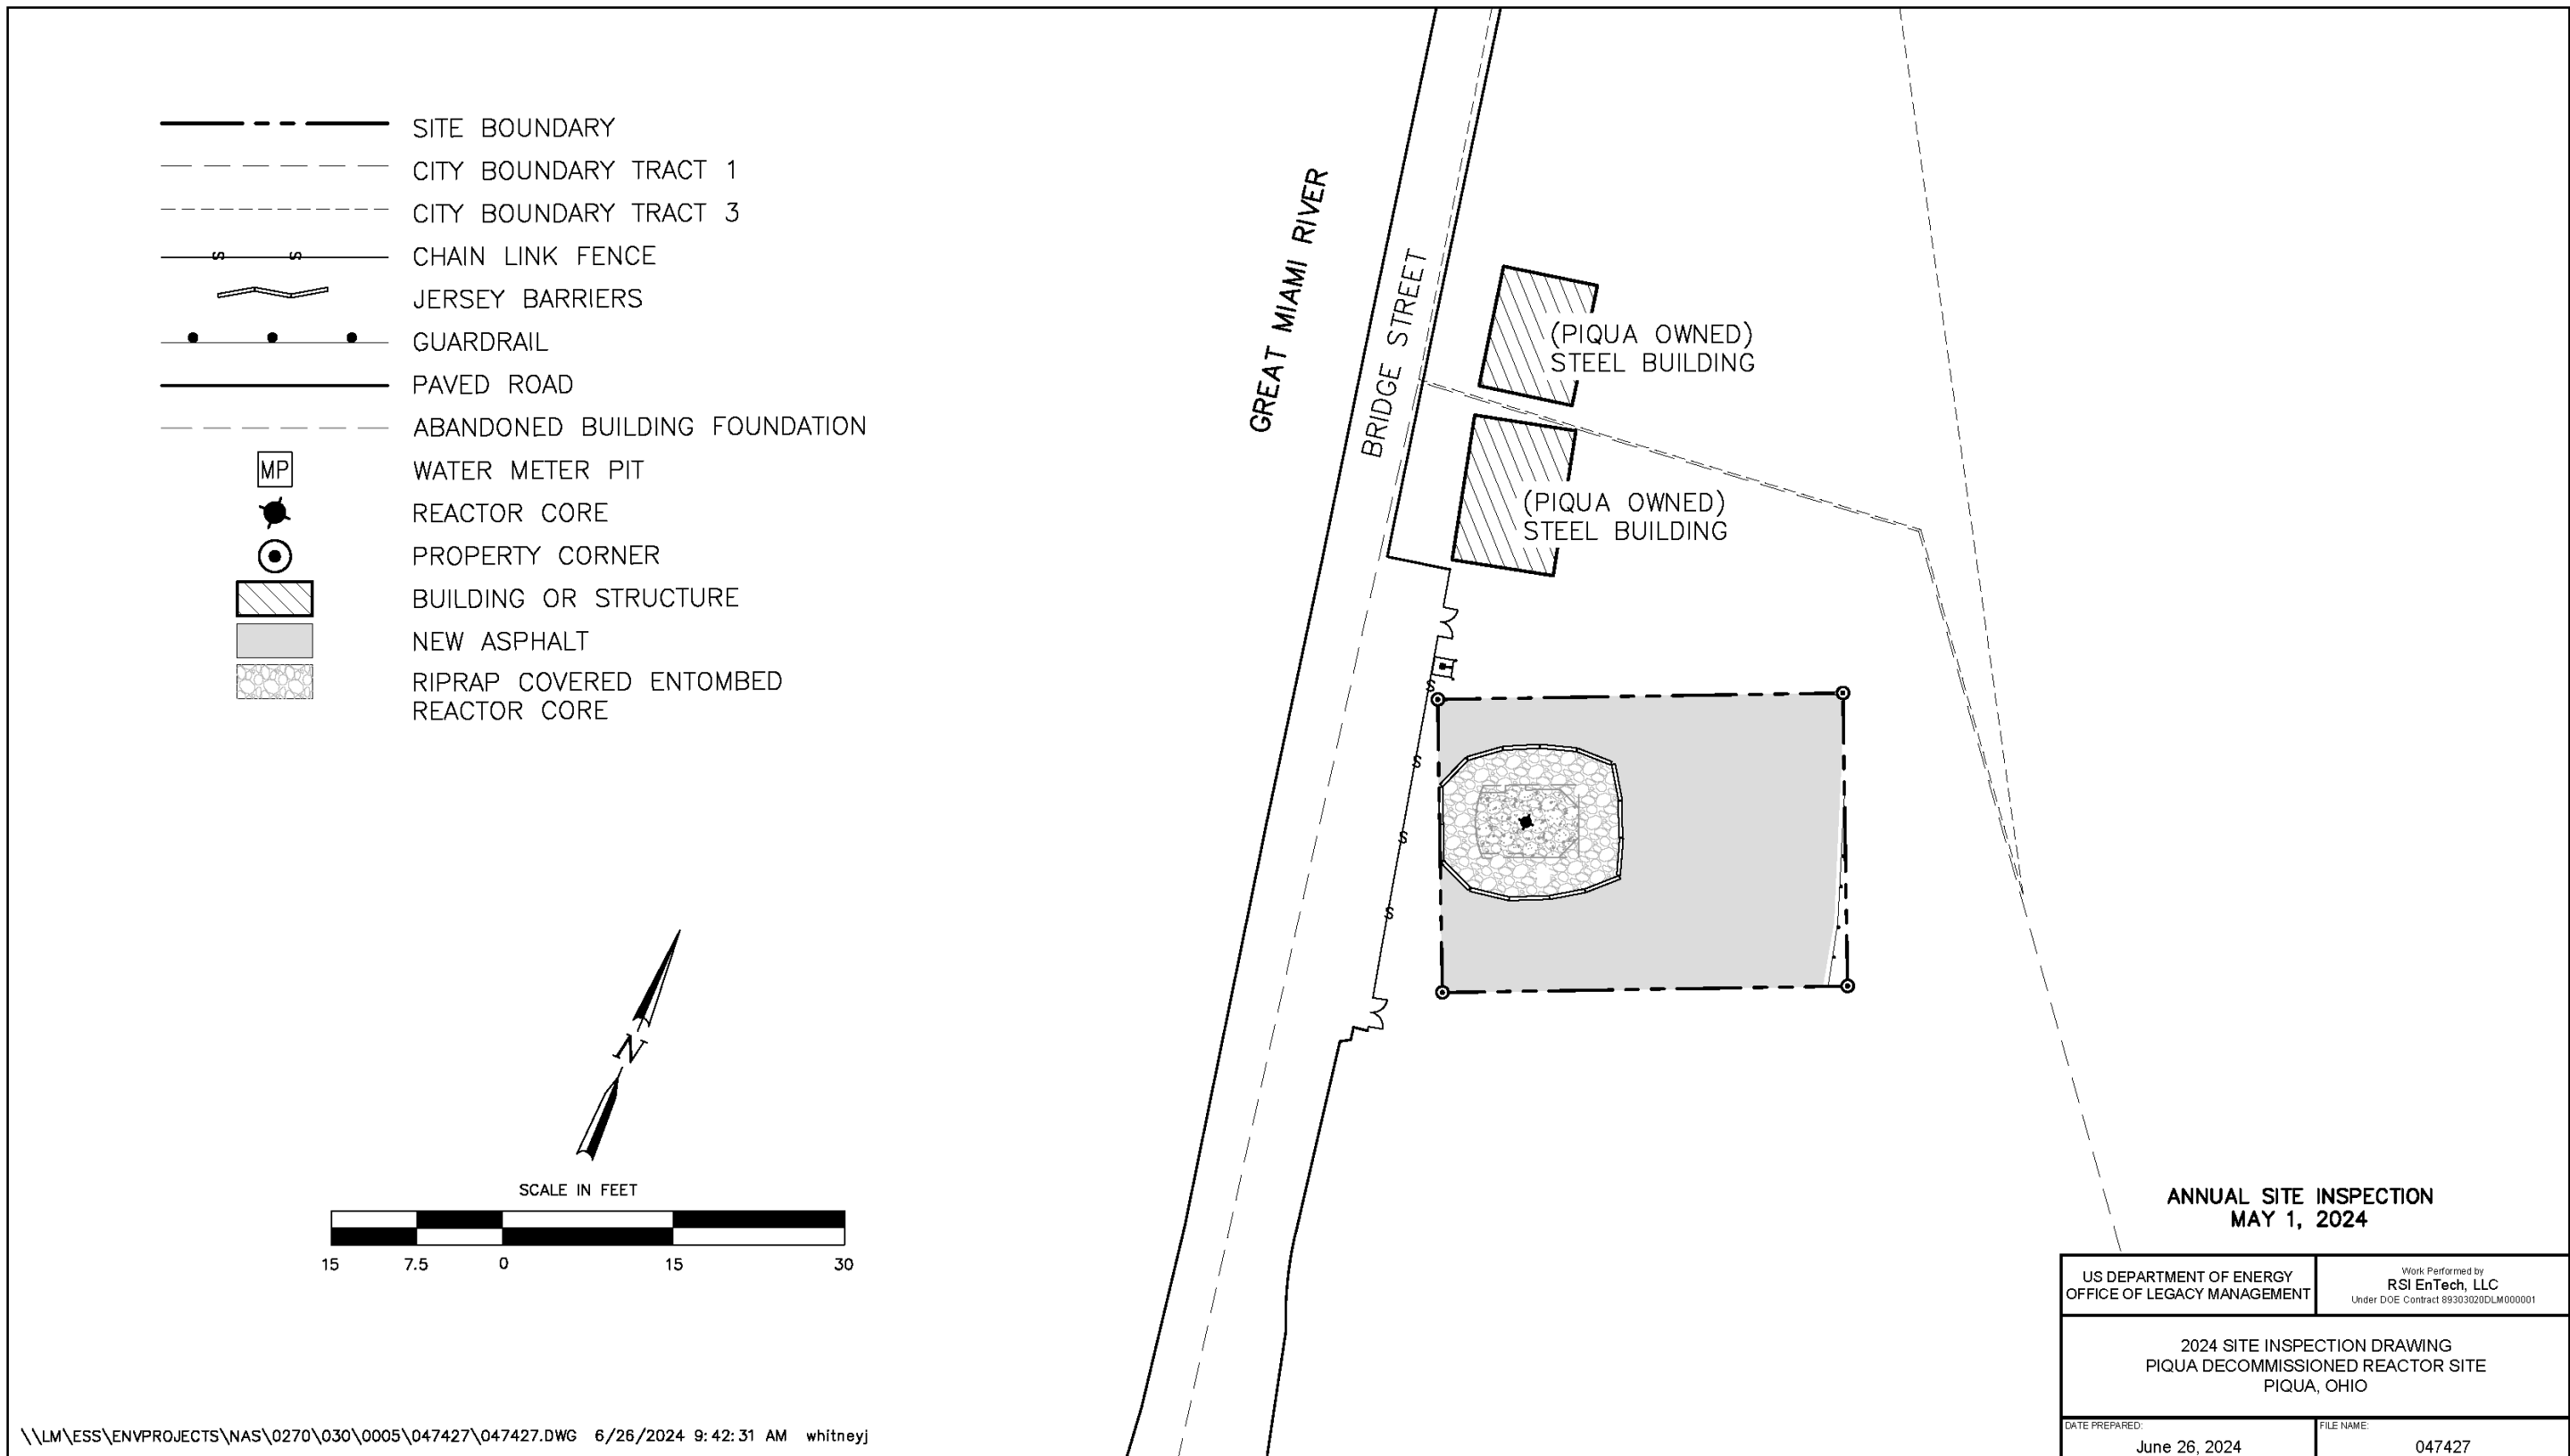 SITE BOUNDARY
CITY BOUNDARY TRACT 1
CITY BOUNDARY TRACT 3
S S
CHAIN LINK FENCE
JERSEY BARRIERS
GUARDRAIL
PAVED ROAD
ABANDONED BUILDING FOUNDATION
MP
WATER METER PIT
REACTOR CORE
PROPERTY CORNER
BUILDING OR STRUCTURE
NEW ASPHALT
RIPRAP COVERED ENTOMBED
REACTOR CORE
GREAT MIAMI RIVER
BRIDGE STREET
(PIQUA OWNED)
STEEL BUILDING
(PIQUA OWNED)
STEEL BUILDING
S
S
S
S
N
SCALE IN FEET
15 7.5 0 15 30
ANNUAL SITE INSPECTION
MAY 1, 2024
US DEPARTMENT OF ENERGY
OFFICE OF LEGACY MANAGEMENT
Work Performed by
RSI EnTech, LLC
Under DOE Contract 89303020DLM000001
2024 SITE INSPECTION DRAWING
PIQUA DECOMMISSIONED REACTOR SITE
PIQUA, OHIO
DATE PREPARED:
June 26, 2024
FILE NAME:
047427
\\LM\ESS\ENVPROJECTS\NAS\0270\030\0005\047427\047427.DWG 6/26/2024 9:42:31 AM whitneyj